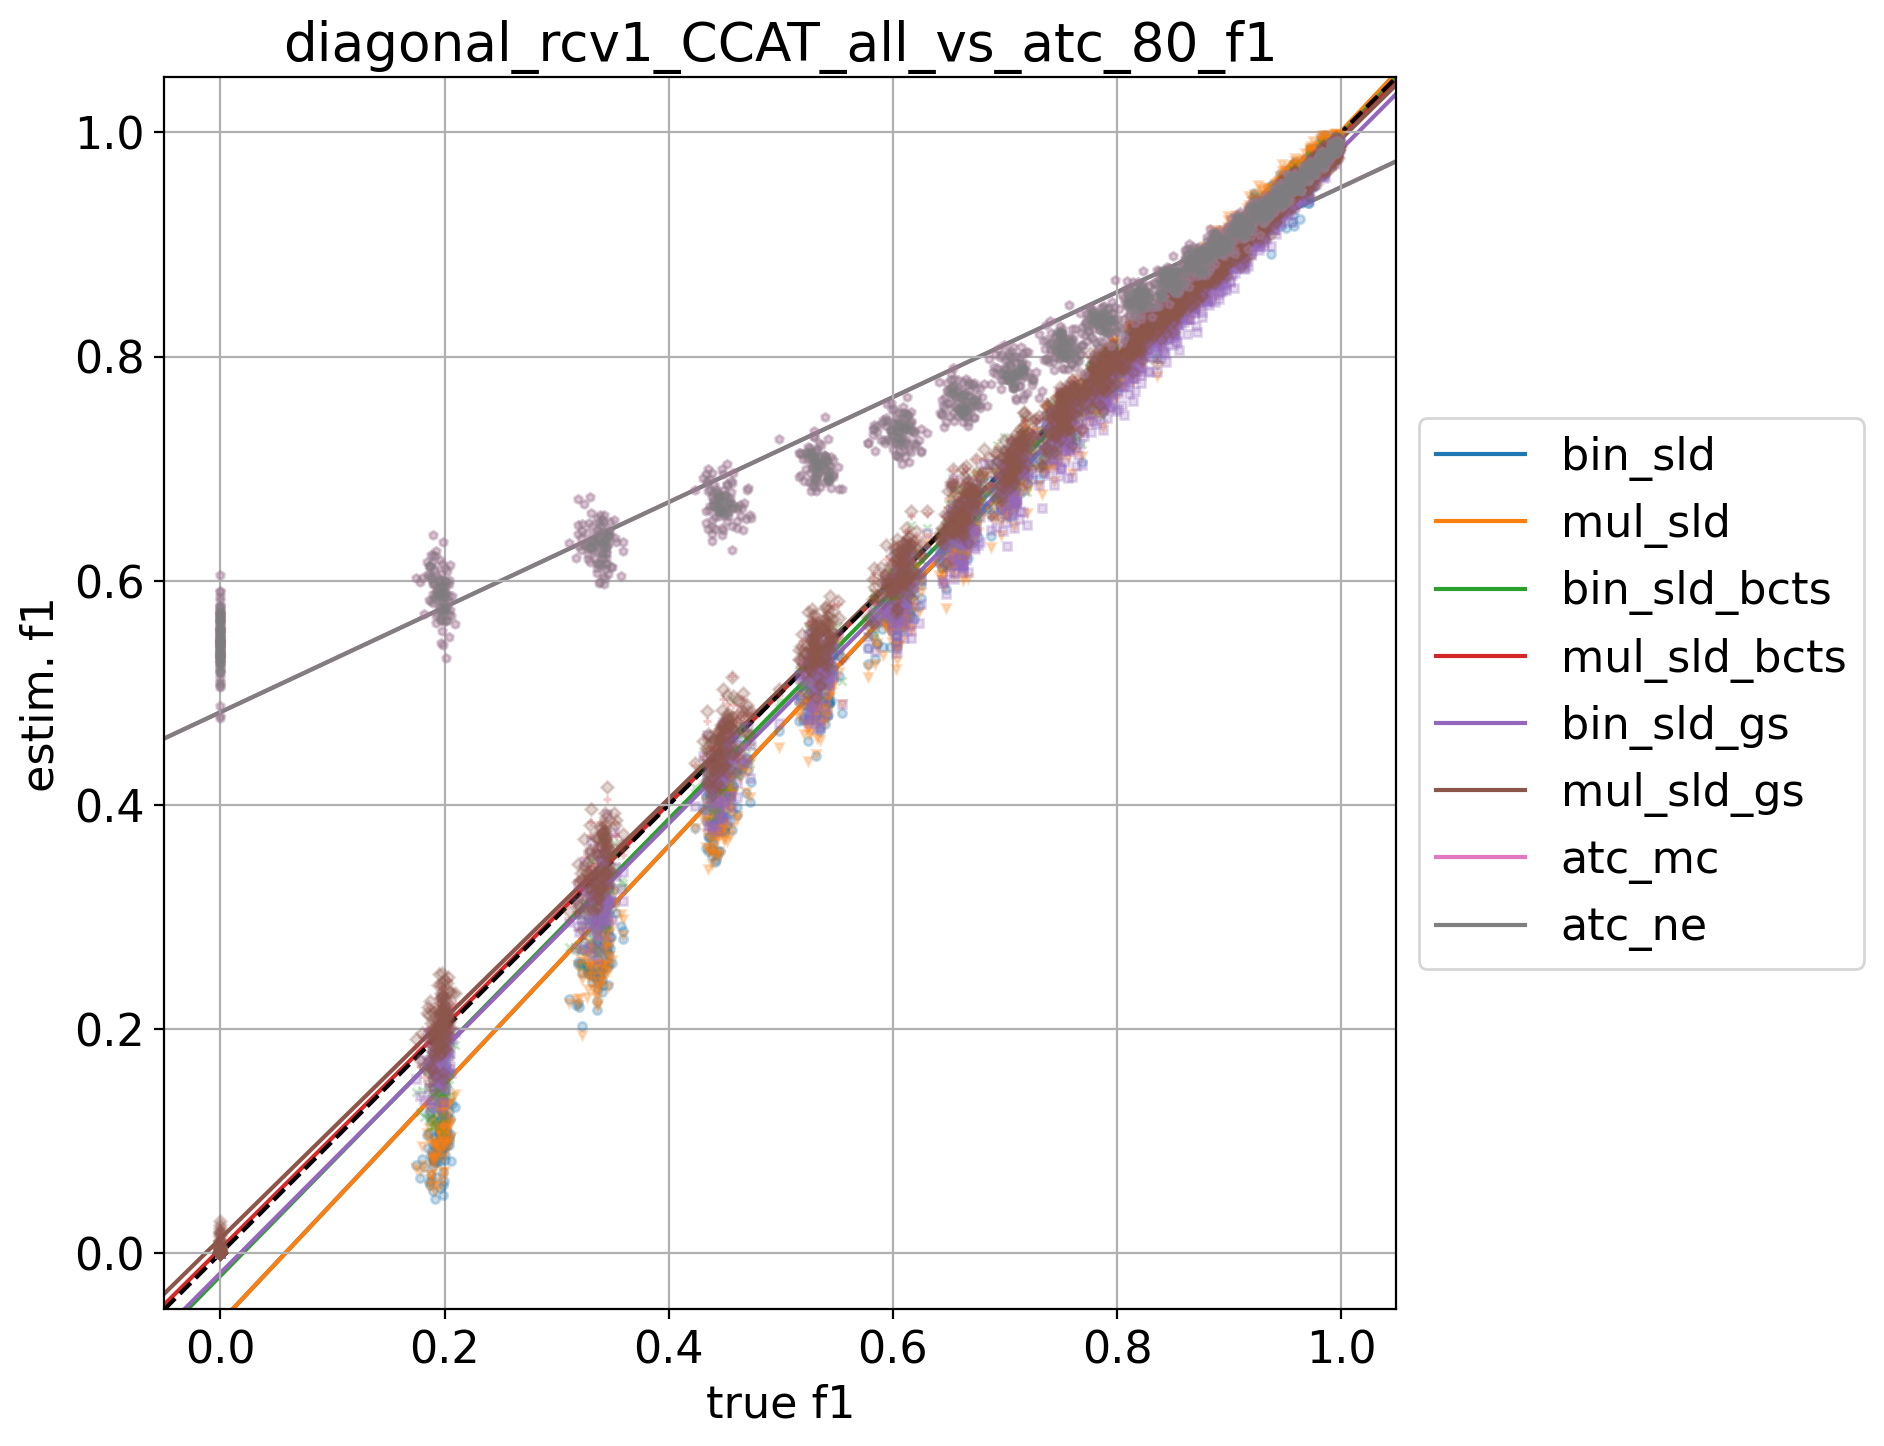 diagonal_rcv1_CCAT_all_vs_atc_80_f1
1.0
0.8
0.6
0.4
0.2
0.0
estim. f1
0.0 0.2 0.4 0.6 0.8 1.0
true f1
bin_sld
mul_sld
bin_sld_bcts
mul_sld_bcts
bin_sld_gs
mul_sld_gs
atc_mc
atc_ne